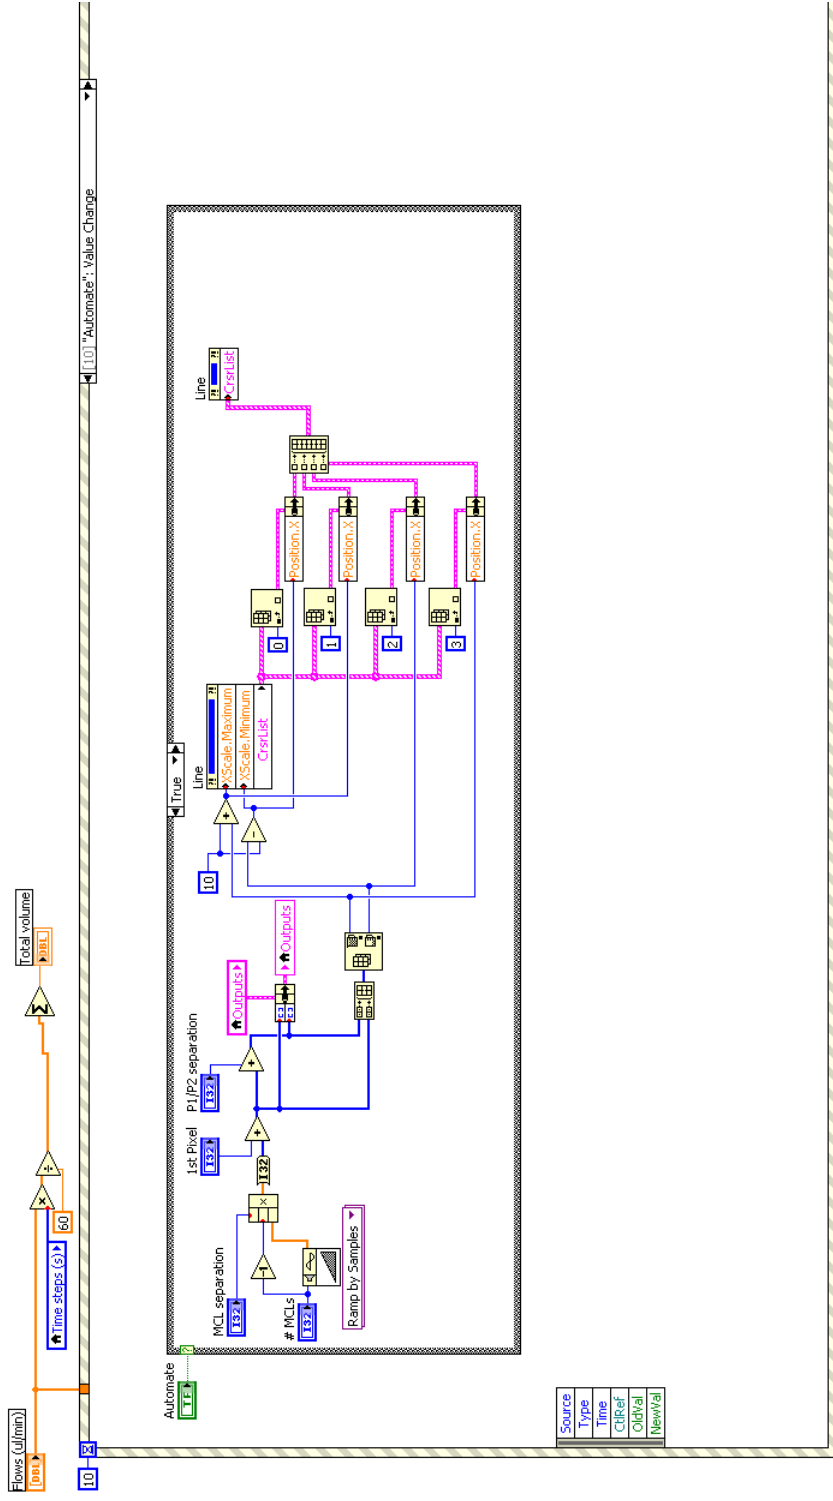 Flows (ul/min)
[DBL]
Time steps (s)
60
Total volume
DBL
10
[10] "Automate": Value Change
Automate
TF
True
MCL separation
I32
# MCLs
I32
-1
Ramp by Samples
I32
1st Pixel
I32
P1/P2 separation
I32
Outputs
Outputs
10
Line
XScale.Maximum
XScale.Minimum
CrsrList
0
1
2
3
Position.X
Position.X
Position.X
Position.X
Line
CrsrList
Source
Type
Time
CtlRef
OldVal
NewVal